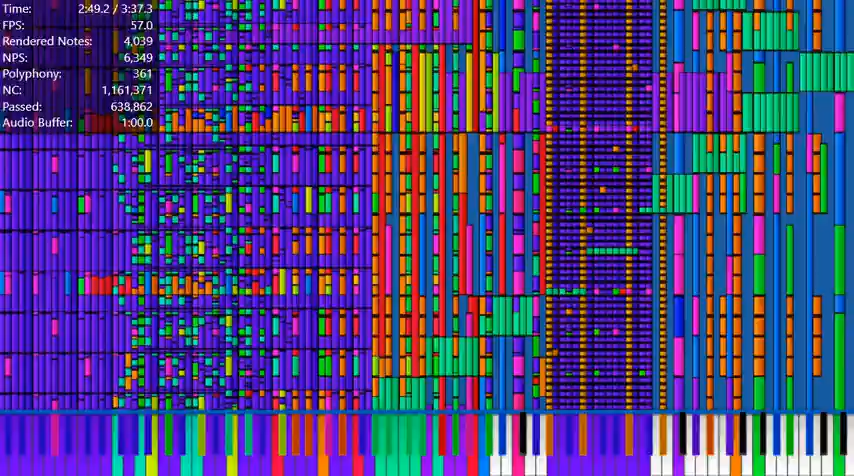 Time: 2:49.2 / 3:37.3
FPS: 57.0
Rendered Notes: 4,039
NPS: 6,349
Polyphony: 361
NC: 1,161,371
Passed: 638,862
Audio Buffer: 1:00.0